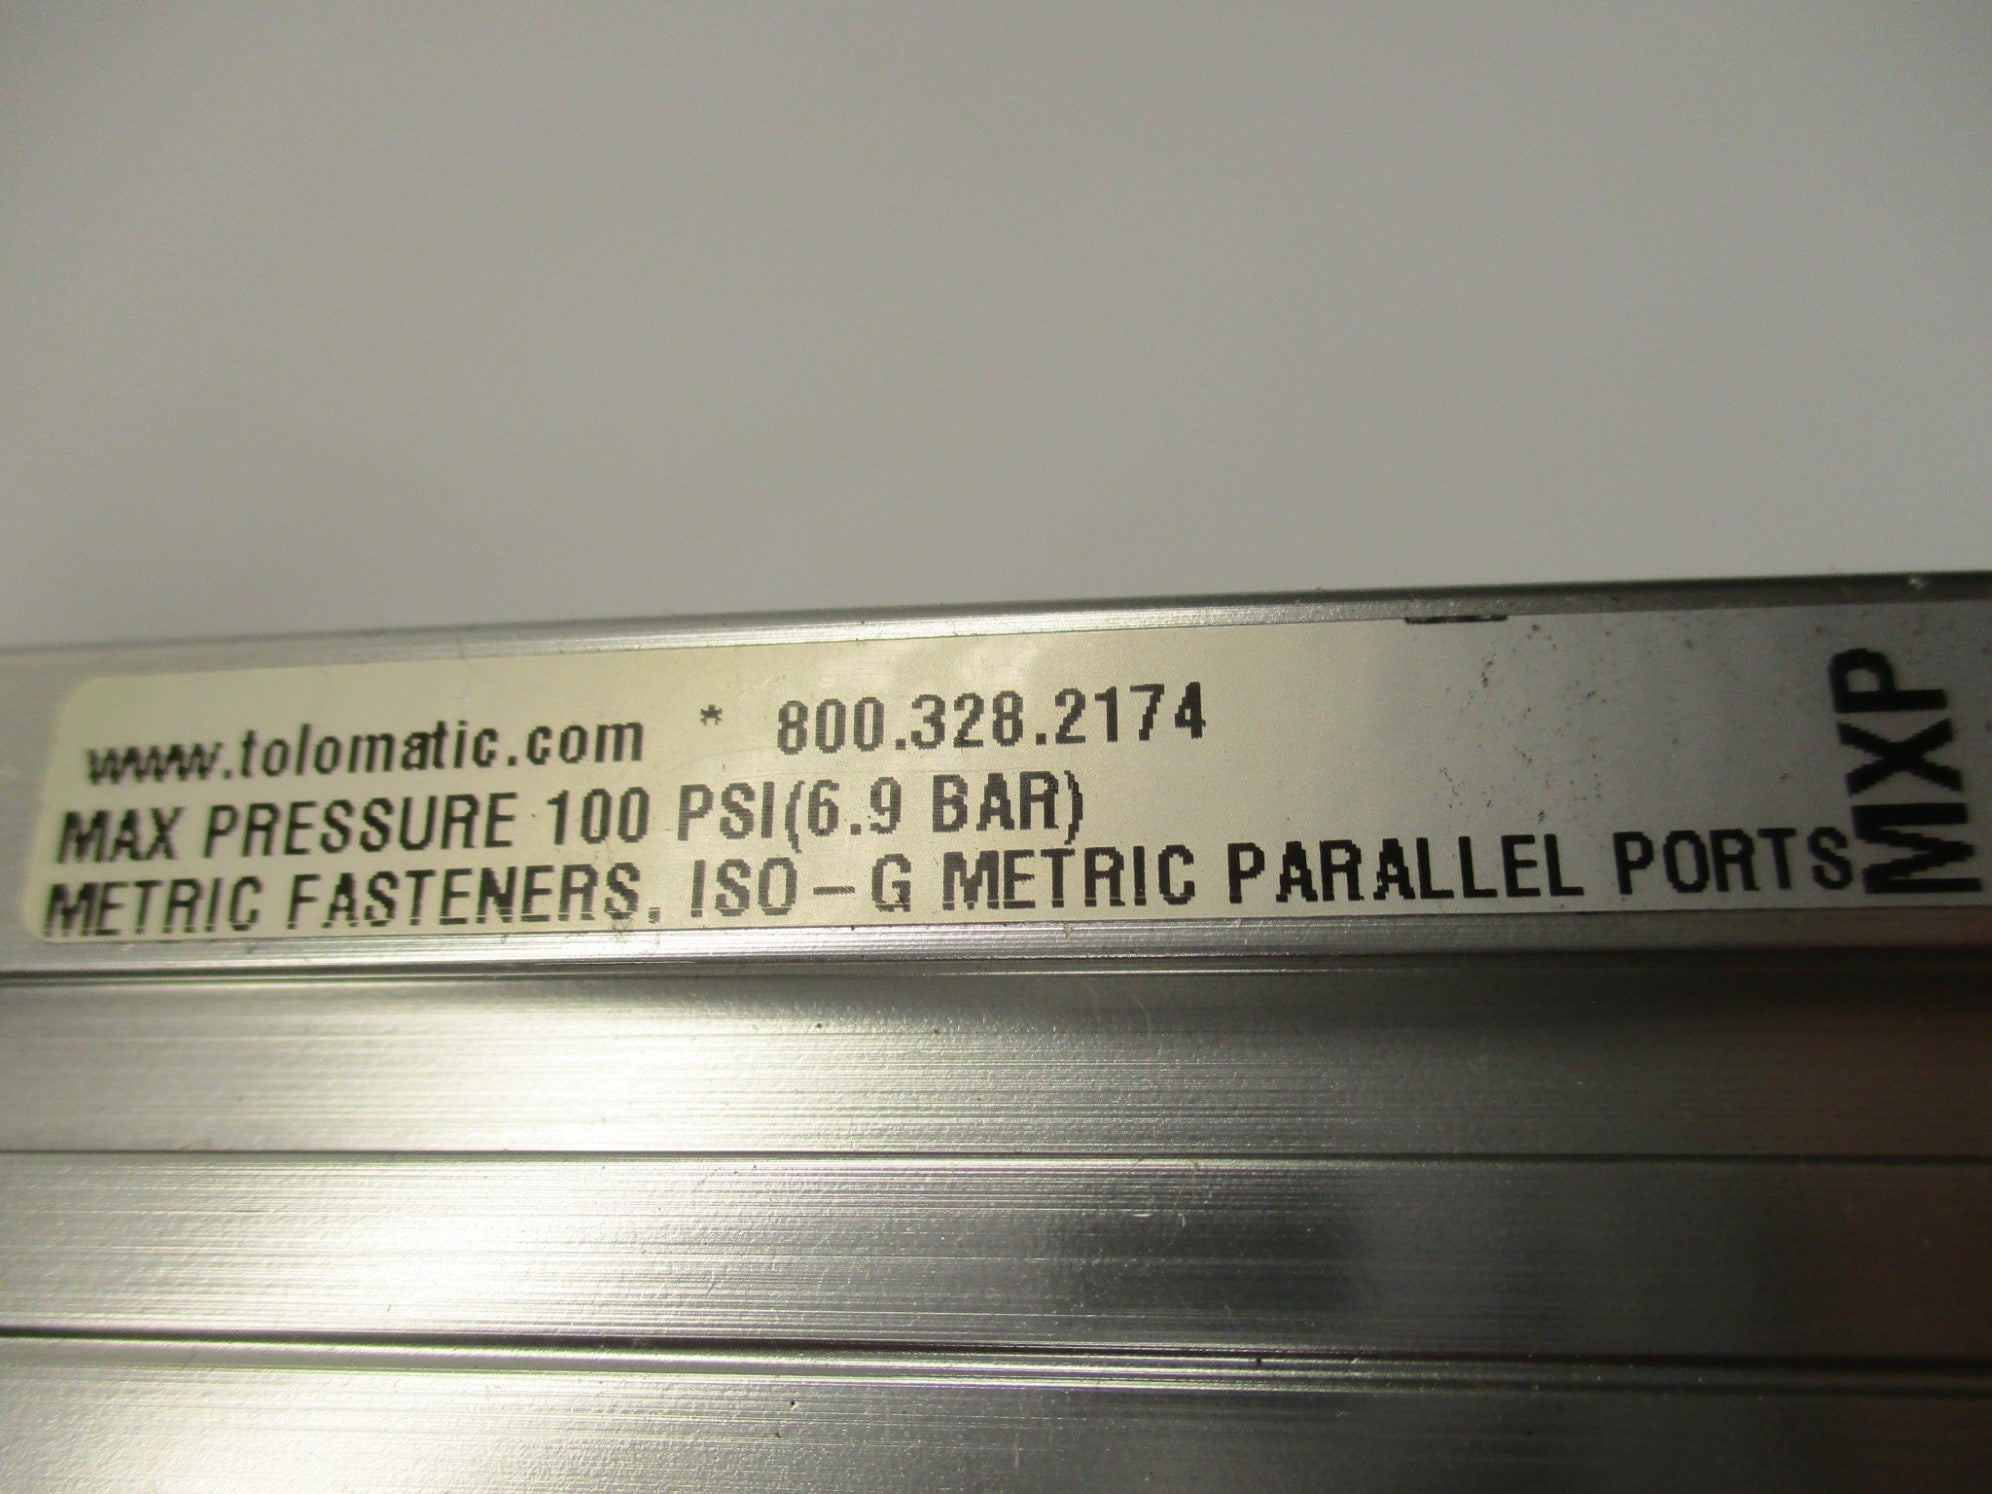 www.tolomatic.com * 800.328.2174
MAX PRESSURE 100 PSI(6.9 BAR)
METRIC FASTENERS, ISO-G METRIC PARALLEL PORTS
MXP